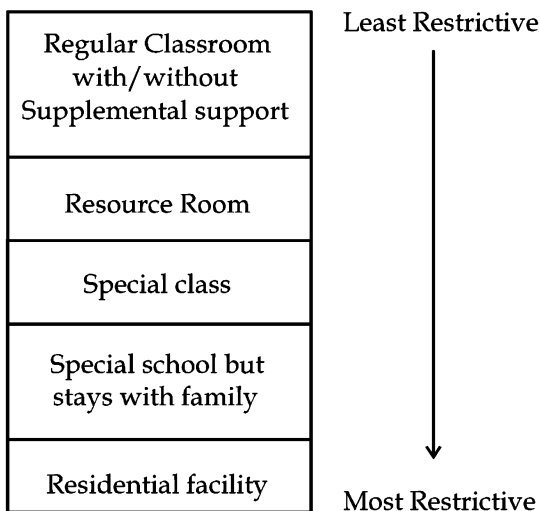 Regular Classroom
with/without
Supplemental support
Resource Room
Special class
Special school but
stays with family
Residential facility
Least Restrictive
Most Restrictive